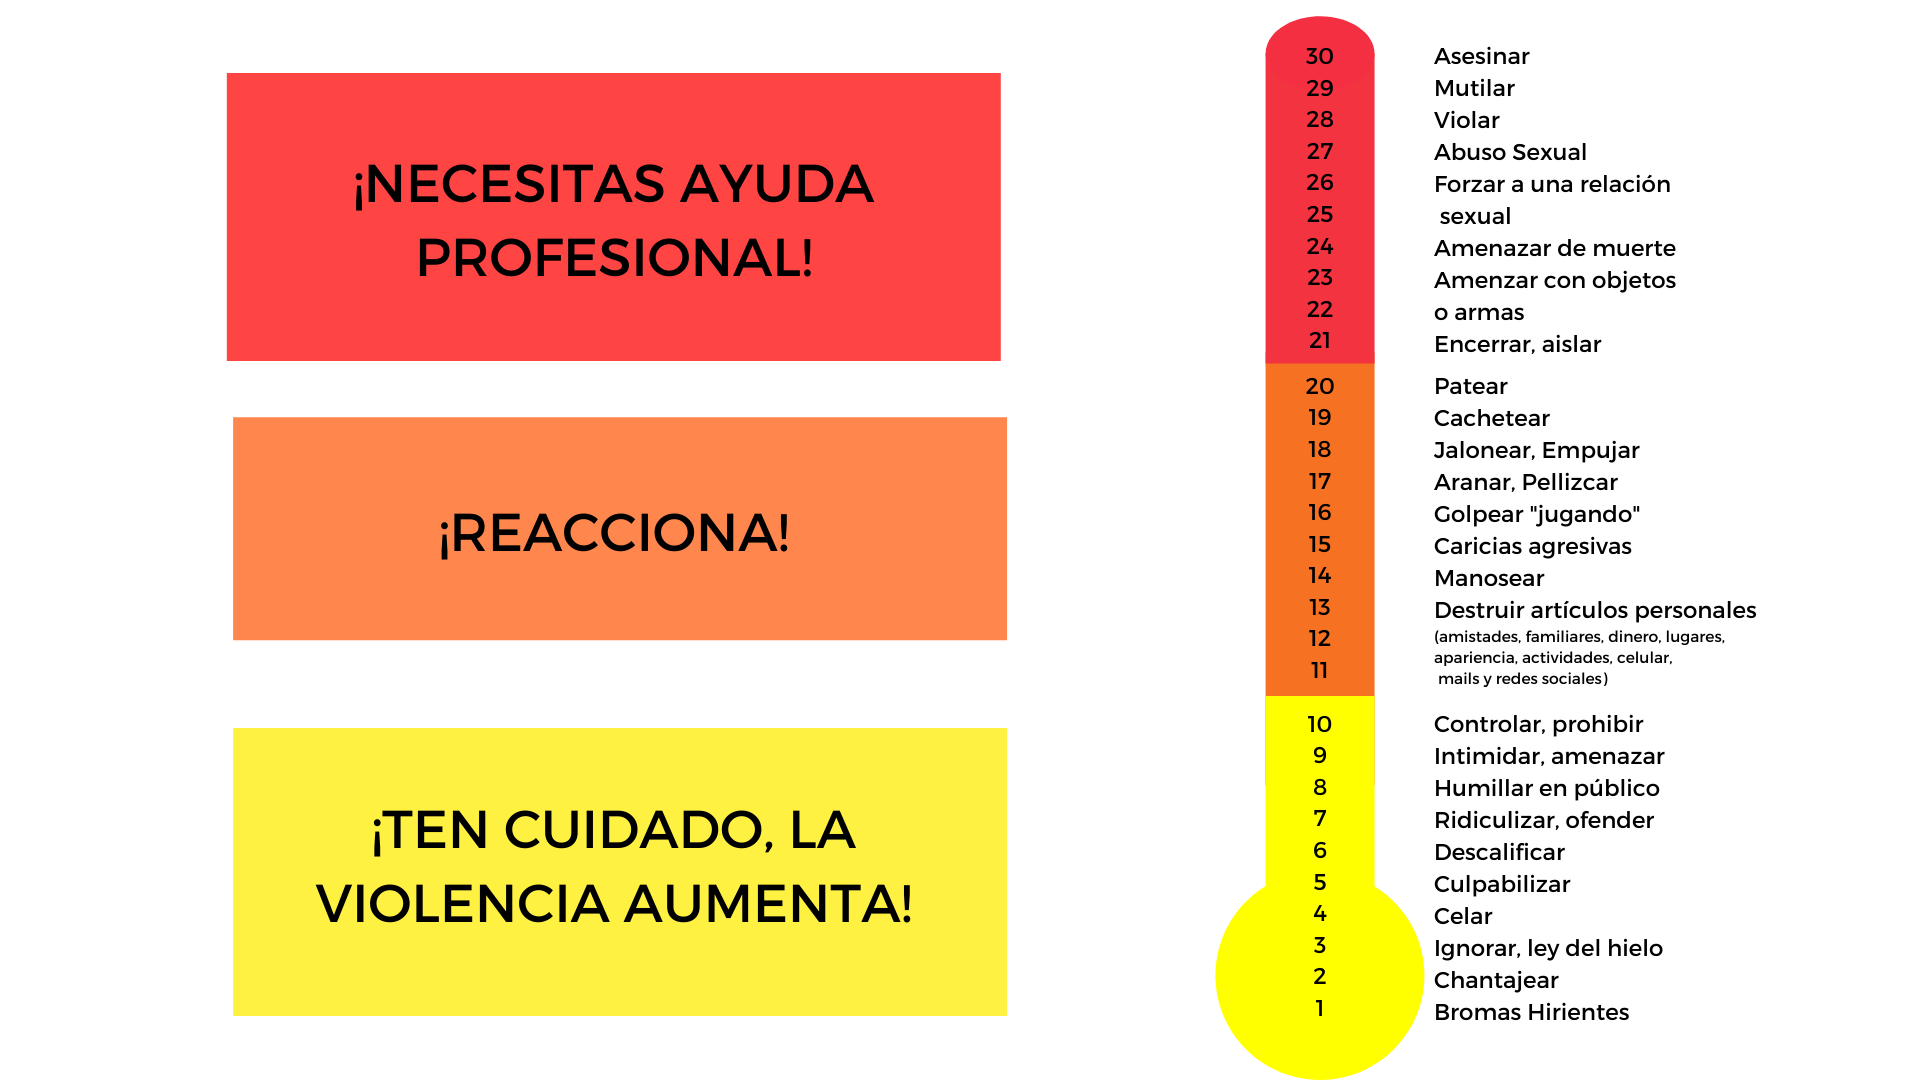 ¡NECESITAS AYUDA
PROFESIONAL!
¡REACCIONA!
¡TEN CUIDADO, LA
VIOLENCIA AUMENTA!
30 Asesinar
29 Mutilar
28 Violar
27 Abuso Sexual
26 Forzar a una relación
25 sexual
24 Amenazar de muerte
23 Amenzar con objetos
22 o armas
21 Encerrar, aislar
20 Patear
19 Cachetear
18 Jalonear, Empujar
17 Aranar, Pellizcar
16 Golpear "jugando"
15 Caricias agresivas
14 Manosear
13 Destruir artículos personales
12 (amistades, familiares, dinero, lugares,
apariencia, actividades, celular,
11 mails y redes sociales)
10 Controlar, prohibir
9 Intimidar, amenazar
8 Humillar en público
7 Ridiculizar, ofender
6 Descalificar
5 Culpabilizar
4 Celar
3 Ignorar, ley del hielo
2 Chantajear
1 Bromas Hirientes